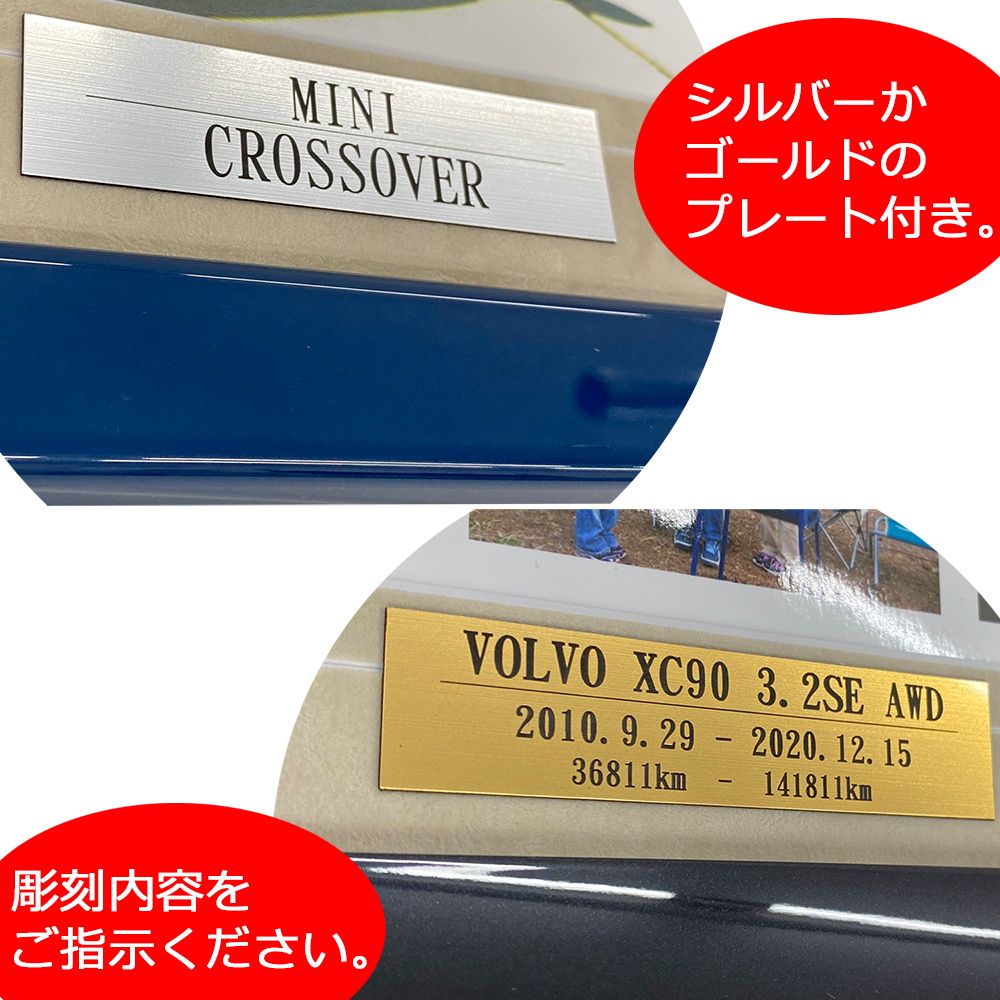 MINI
CROSSOVER
シルバーか
ゴールドの
プレート付き。
VOLVO XC90 3.2SE AWD
2010.9.29 - 2020.12.15
36811km - 141811km
彫刻内容を
ご指示ください。